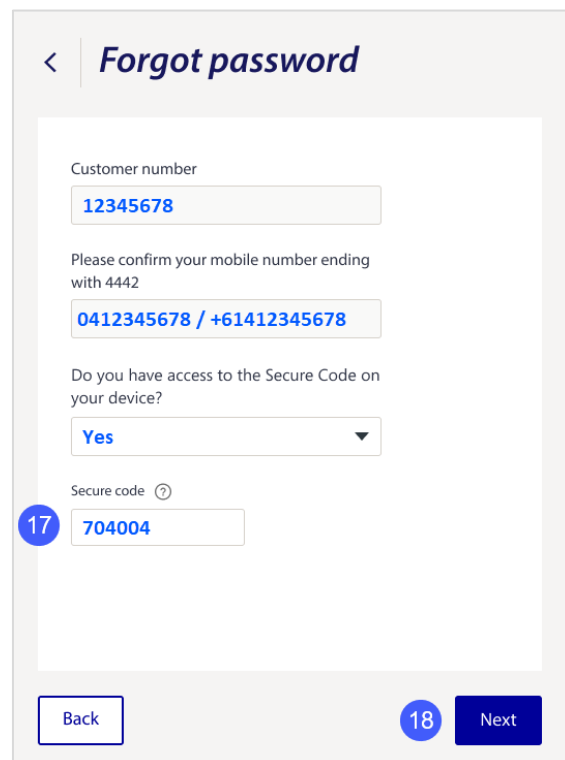 Forgot password
Customer number
12345678
Please confirm your mobile number ending
with 4442
0412345678 / +61412345678
Do you have access to the Secure Code on
your device?
Yes
Secure code ?
17
704004
Back
18
Next